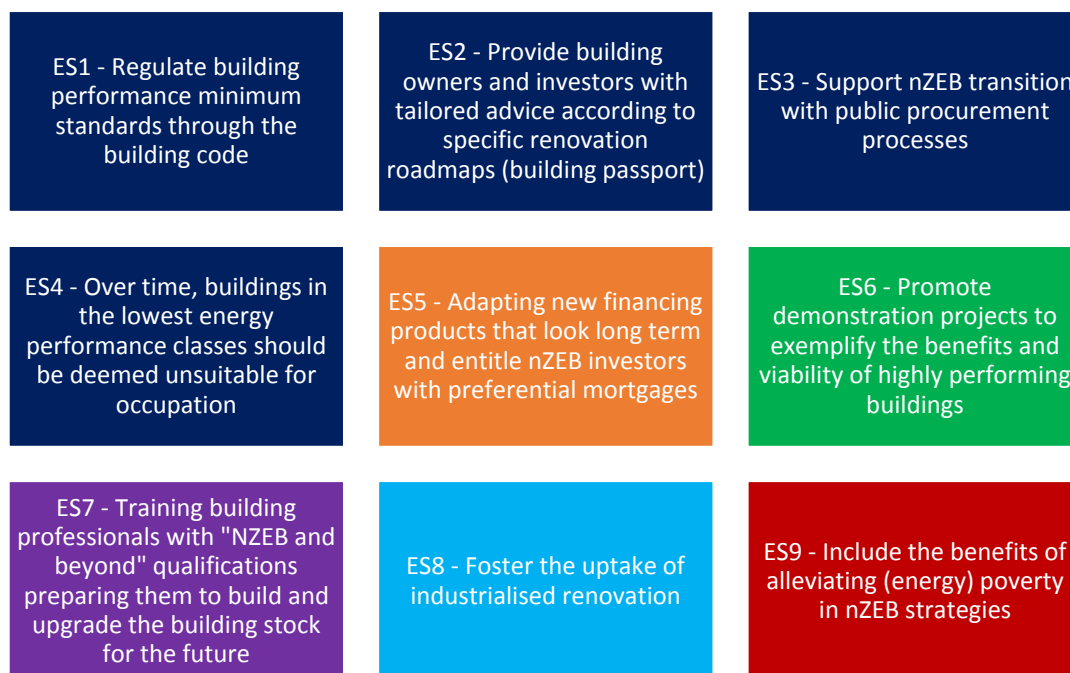 ES1 - Regulate building
performance minimum
standards through the
building code
ES2 - Provide building
owners and investors with
tailored advice according to
specific renovation
roadmaps (building passport)
ES3 - Support nZEB transition
with public procurement
processes
ES4 - Over time, buildings in
the lowest energy
performance classes should
be deemed unsuitable for
occupation
ES5 - Adapting new financing
products that look long term
and entitle nZEB investors
with preferential mortgages
ES6 - Promote
demonstration projects to
exemplify the benefits and
viability of highly performing
buildings
ES7 - Training building
professionals with "NZEB and
beyond" qualifications
preparing them to build and
upgrade the building stock
for the future
ES8 - Foster the uptake of
industrialised renovation
ES9 - Include the benefits of
alleviating (energy) poverty
in nZEB strategies